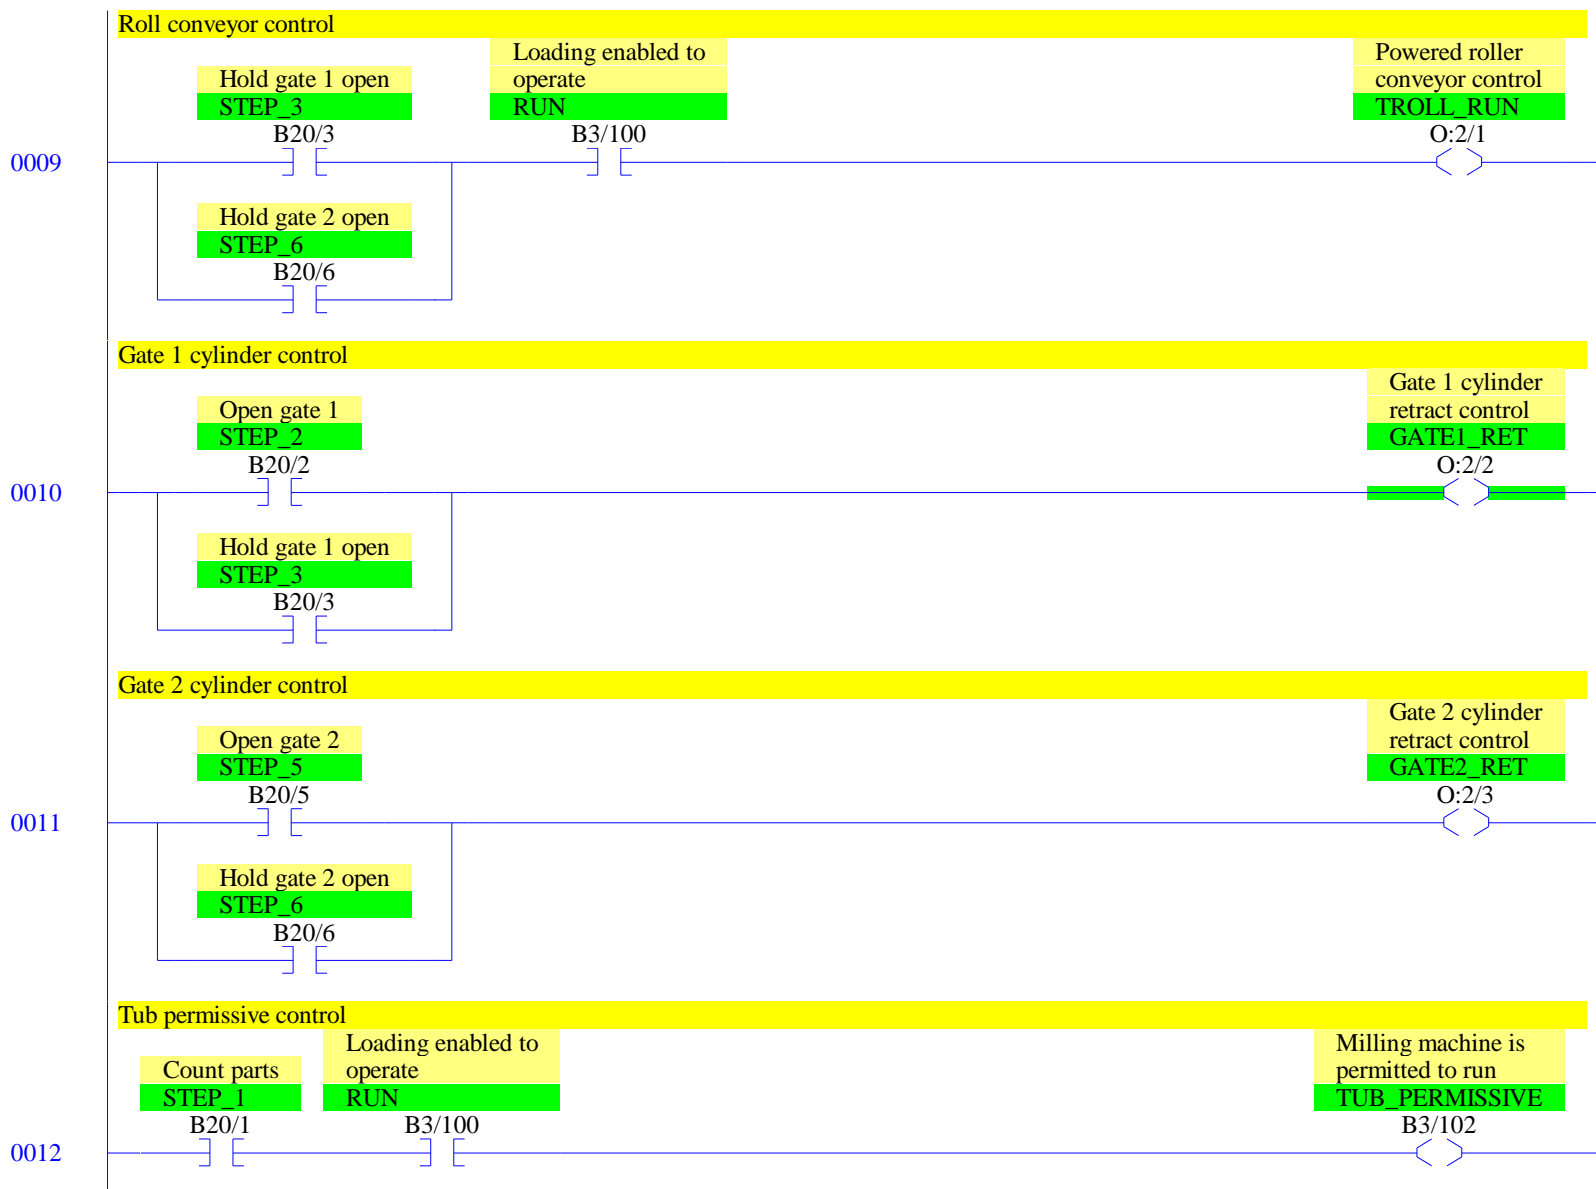 Roll conveyor control
Hold gate 1 open
STEP_3
B20/3
Loading enabled to
operate
RUN
B3/100
Powered roller
conveyor control
TROLL_RUN
O:2/1
0009
Hold gate 2 open
STEP_6
B20/6
Gate 1 cylinder control
Open gate 1
STEP_2
B20/2
Gate 1 cylinder
retract control
GATE1_RET
O:2/2
0010
Hold gate 1 open
STEP_3
B20/3
Gate 2 cylinder control
Open gate 2
STEP_5
B20/5
Gate 2 cylinder
retract control
GATE2_RET
O:2/3
0011
Hold gate 2 open
STEP_6
B20/6
Tub permissive control
Count parts
STEP_1
B20/1
Loading enabled to
operate
RUN
B3/100
Milling machine is
permitted to run
TUB_PERMISSIVE
B3/102
0012